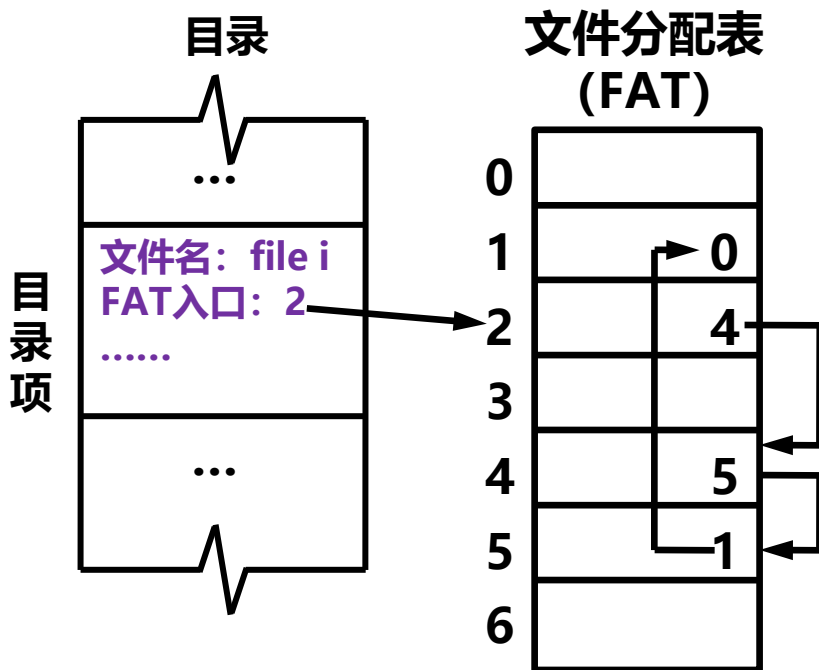 目录
...
文件名：file i
FAT入口：2
......
...
目录项
文件分配表
(FAT)
0
1 0
2 4
3
4 5
5 1
6